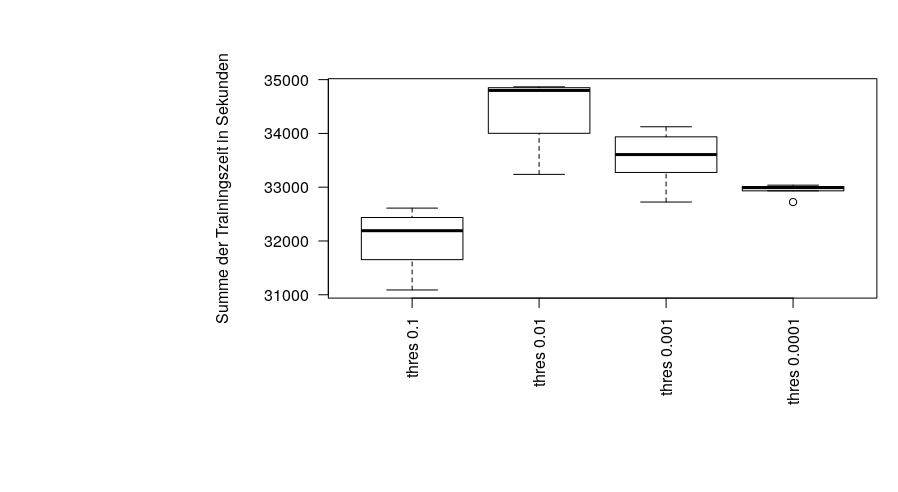 Summe der Trainingszeit in Sekunden
35000
34000
33000
32000
31000
thres 0.1
thres 0.01
thres 0.001
thres 0.0001